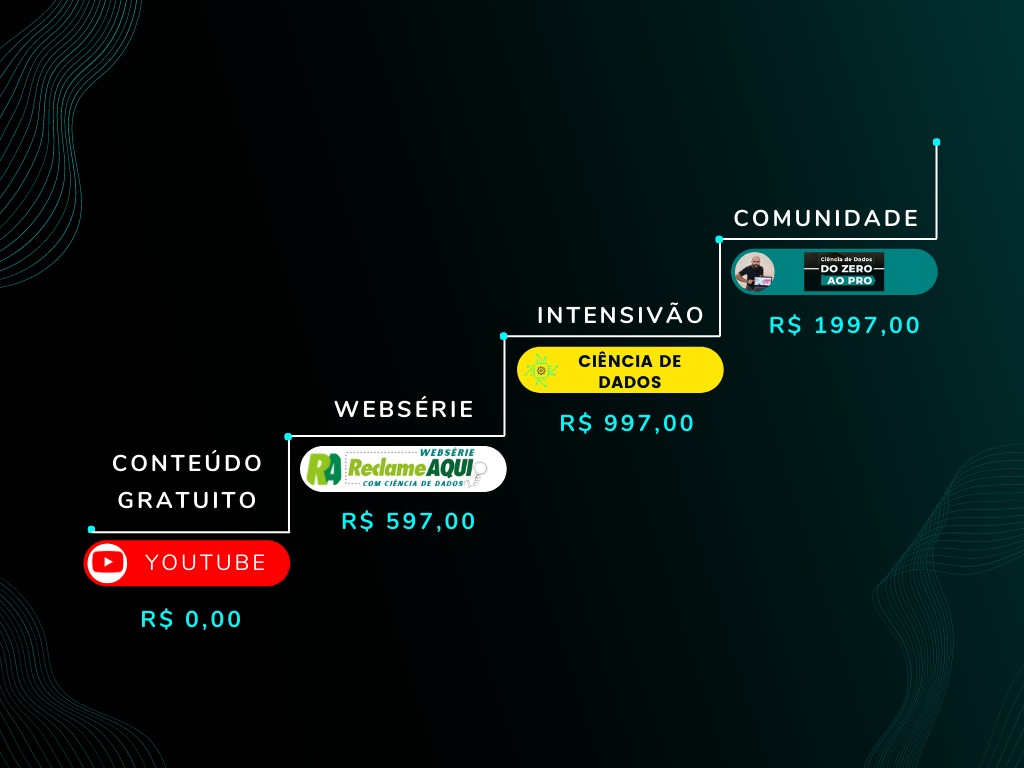 COMUNIDADE
Ciência de Dados
DO ZERO
AO PRO
R$ 1997,00
INTENSIVÃO
CIÊNCIA DE
DADOS
R$ 997,00
WEBSÉRIE
WEBSÉRIE
RA ReclameAQUI
COM CIÊNCIA DE DADOS
R$ 597,00
CONTEÚDO
GRATUITO
YOUTUBE
R$ 0,00